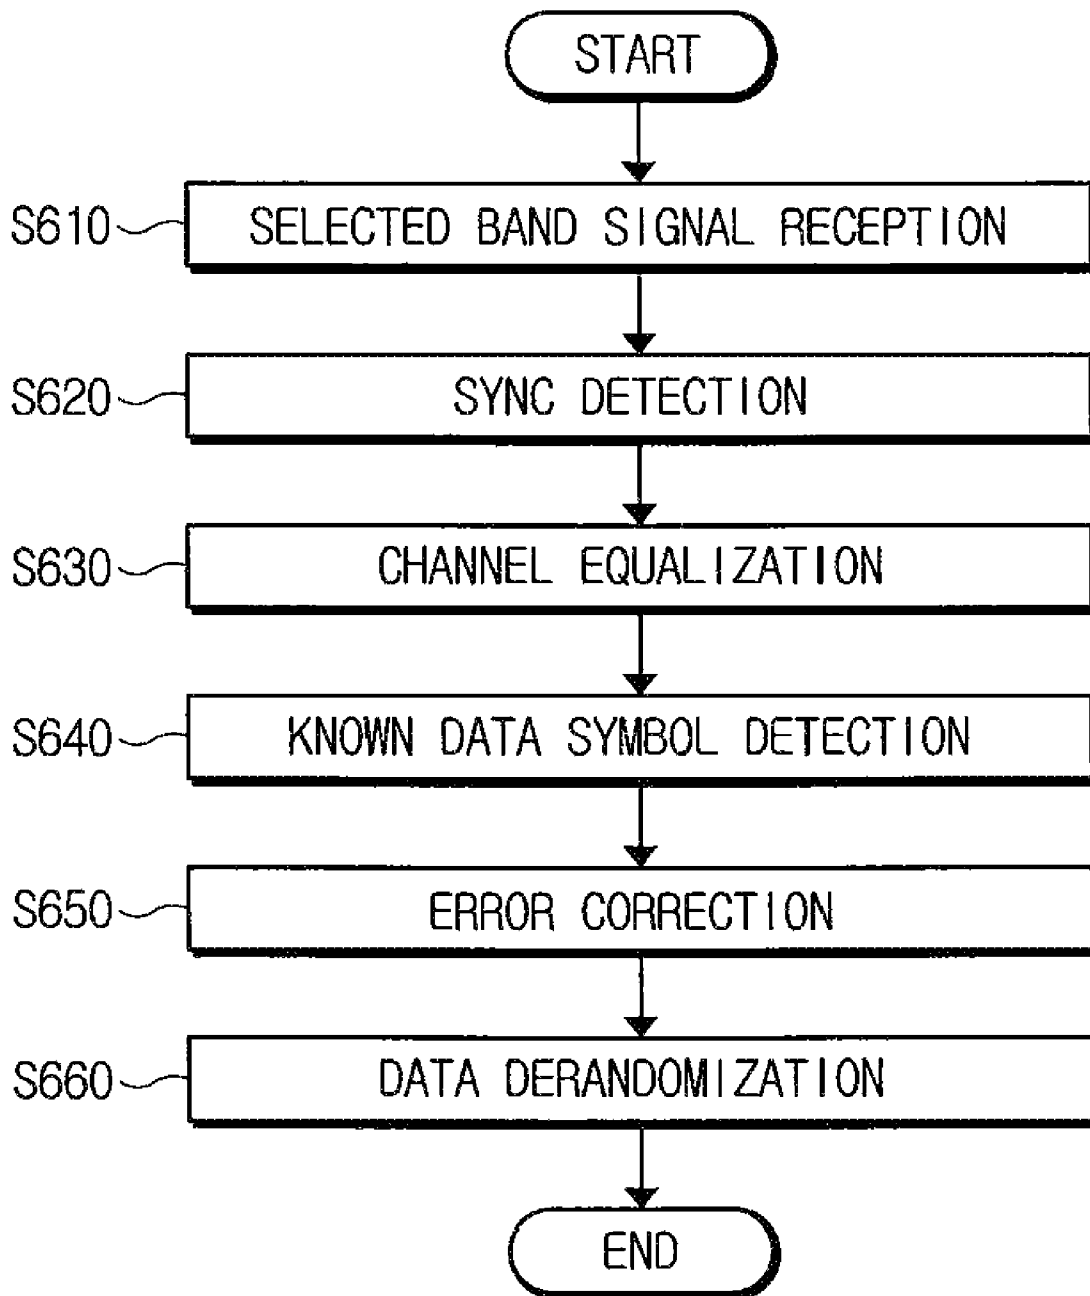 START
S610 SELECTED BAND SIGNAL RECEPTION
S620 SYNC DETECTION
S630 CHANNEL EQUALIZATION
S640 KNOWN DATA SYMBOL DETECTION
S650 ERROR CORRECTION
S660 DATA DERANDOMIZATION
END